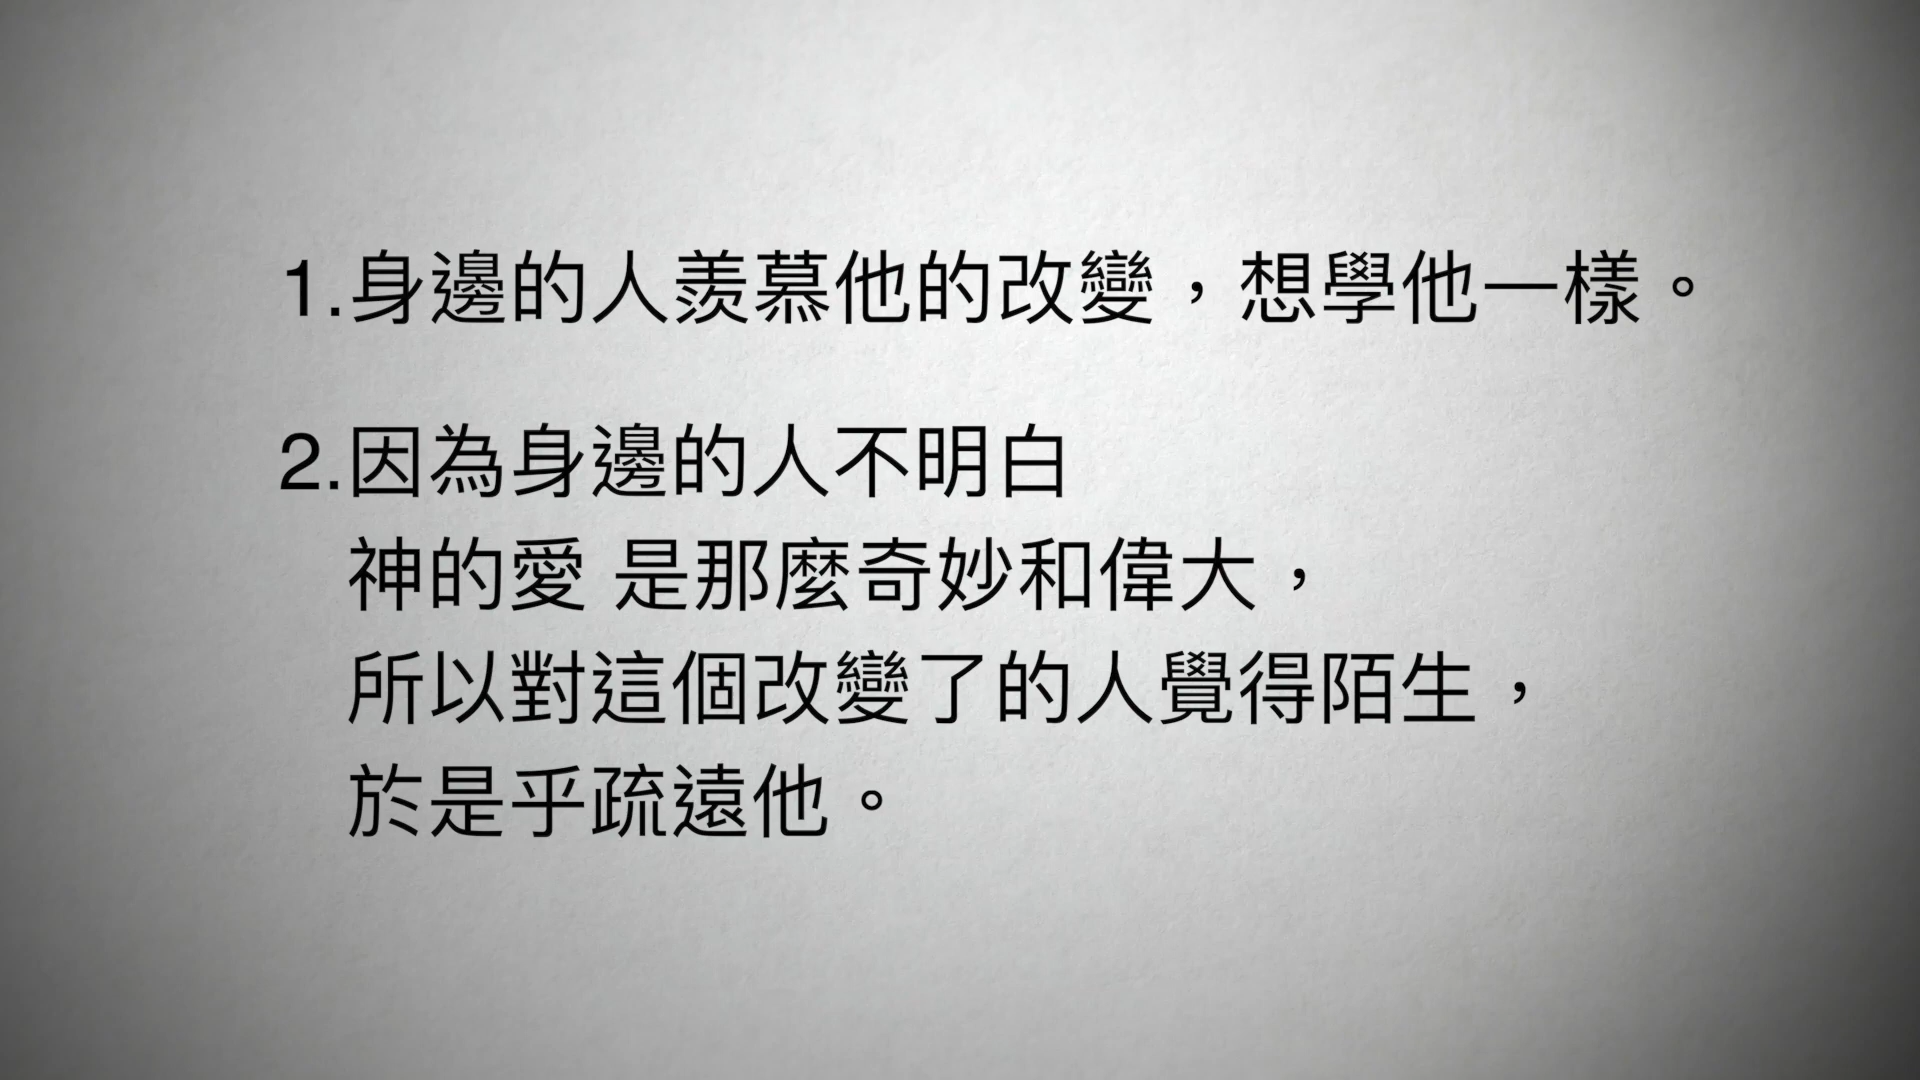 1.身邊的人羨慕他的改變，想學他一樣。
2.因為身邊的人不明白
神的愛 是那麼奇妙和偉大，
所以對這個改變了的人覺得陌生，
於是乎疏遠他。